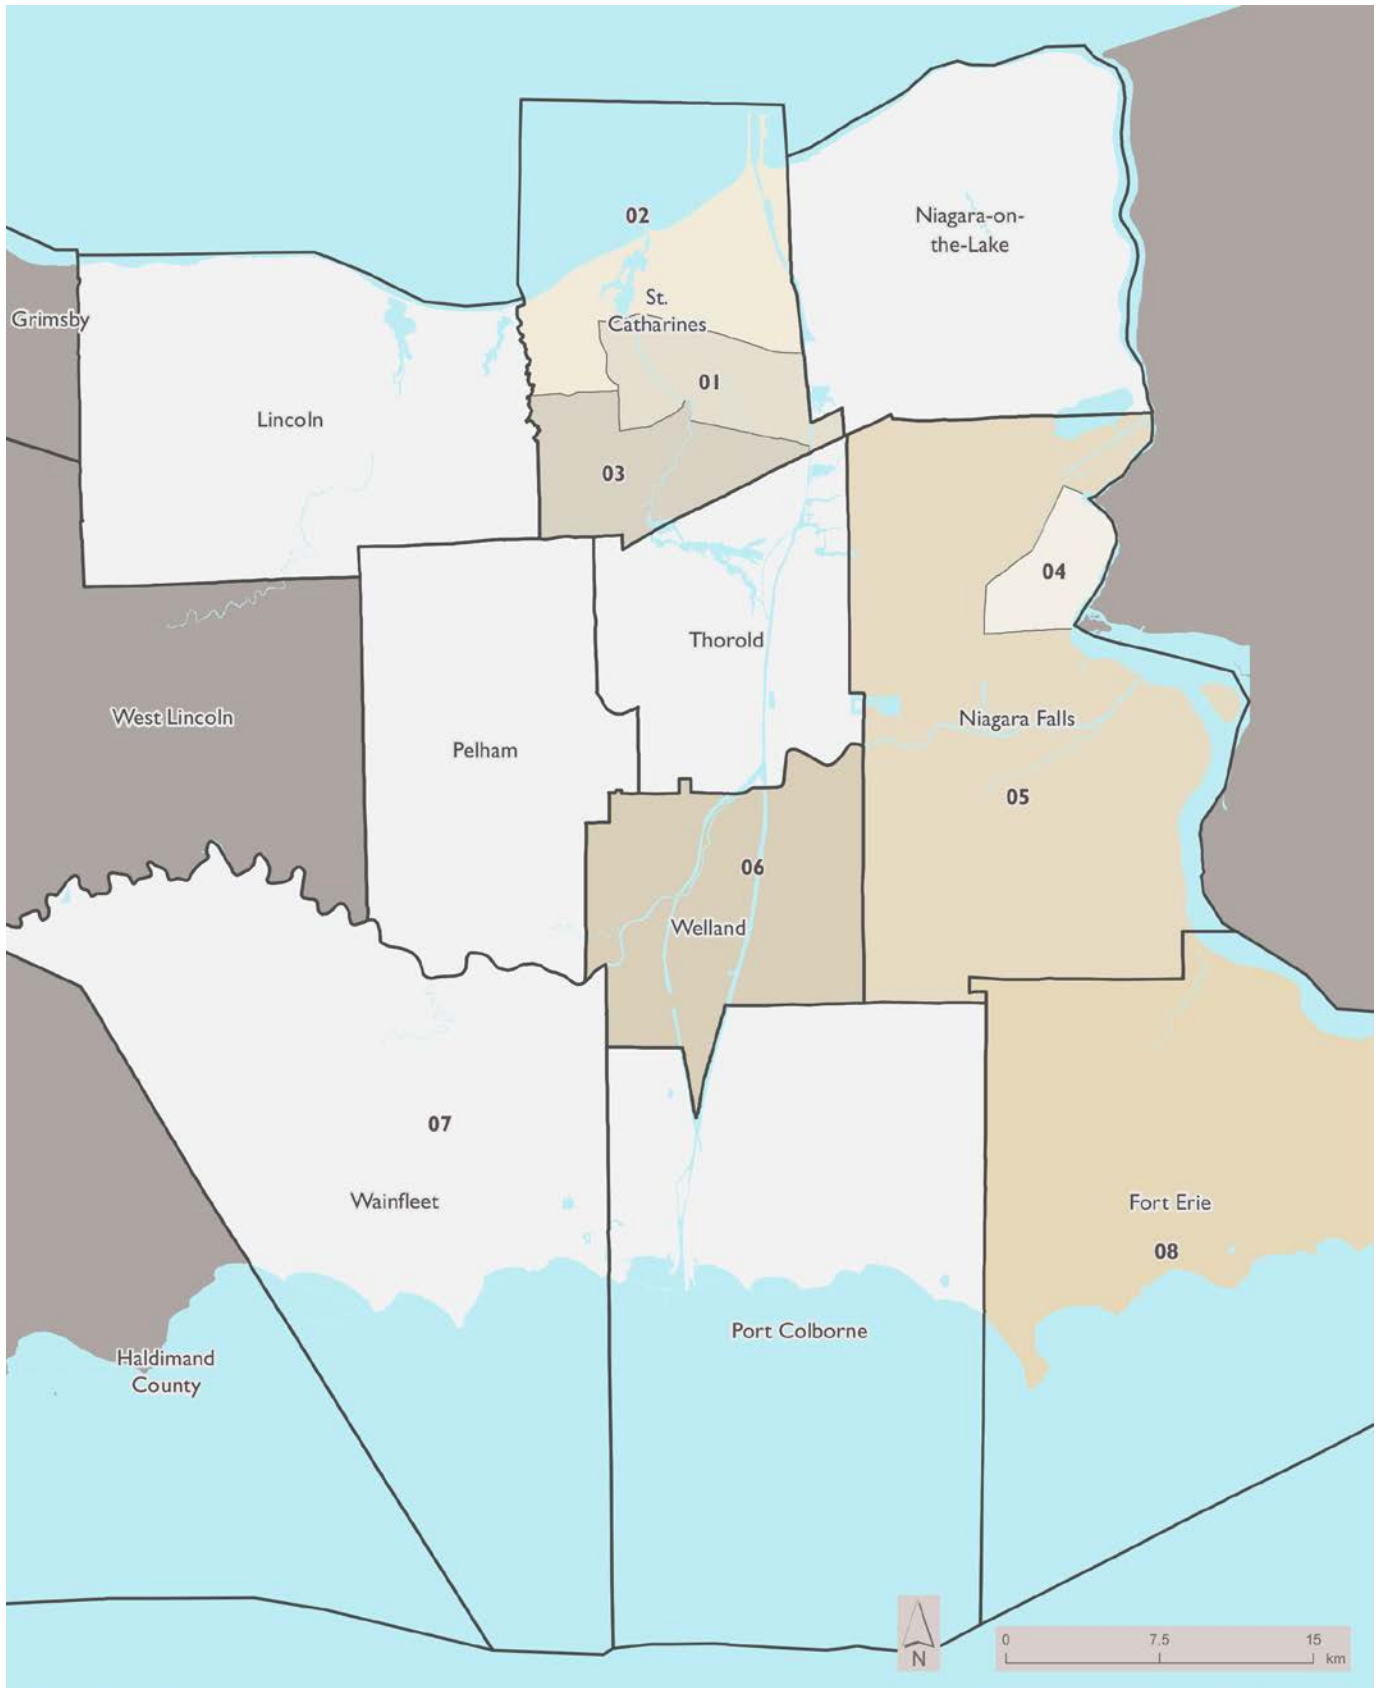 02
Niagara-on-
the-Lake
St.
Catharines
Grimsby
01
Lincoln
03
04
Thorold
West Lincoln
Niagara Falls
Pelham
05
06
Welland
07
Wainfleet
Fort Erie
08
Port Colborne
Haldimand
County
N
0 7.5 15
km